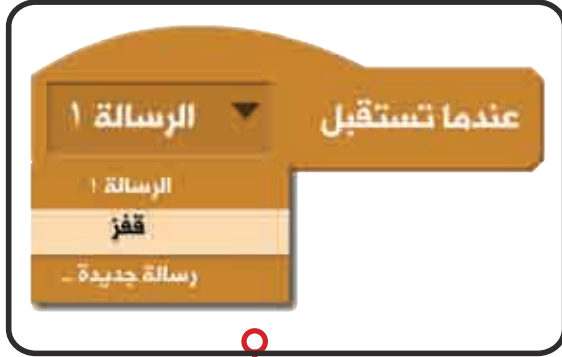 عندما تستقبل الرسالة ١
الرسالة ١
قفز
رسالة جديدة ..